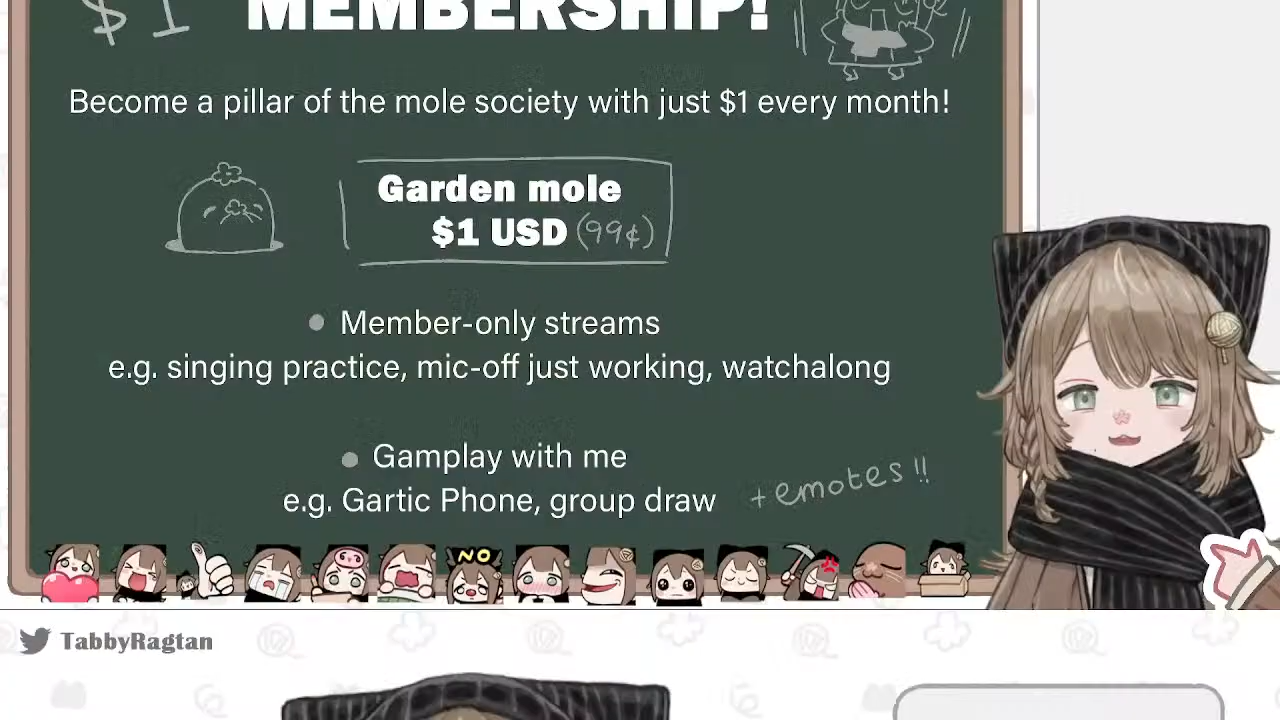 $1 MEMBERSHIP!
Become a pillar of the mole society with just $1 every month!
Garden mole
$1 USD (99¢)
Member-only streams
e.g. singing practice, mic-off just working, watchalong
Gamplay with me
e.g. Gartic Phone, group draw
+emotes!!
NO
TabbyRagtan